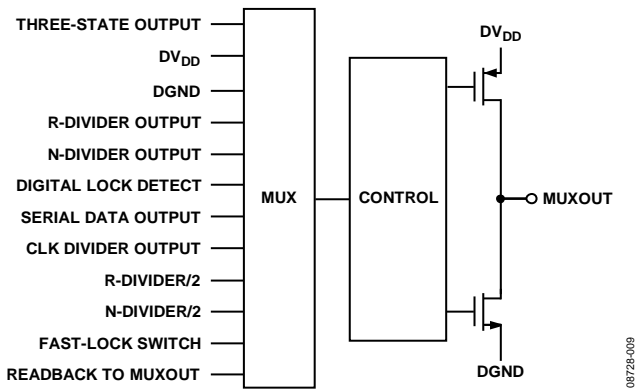 THREE-STATE OUTPUT
DVDD
DGND
R-DIVIDER OUTPUT
N-DIVIDER OUTPUT
DIGITAL LOCK DETECT
SERIAL DATA OUTPUT
CLK DIVIDER OUTPUT
R-DIVIDER/2
N-DIVIDER/2
FAST-LOCK SWITCH
READBACK TO MUXOUT
MUX
CONTROL
DVDD
MUXOUT
DGND
08728-009